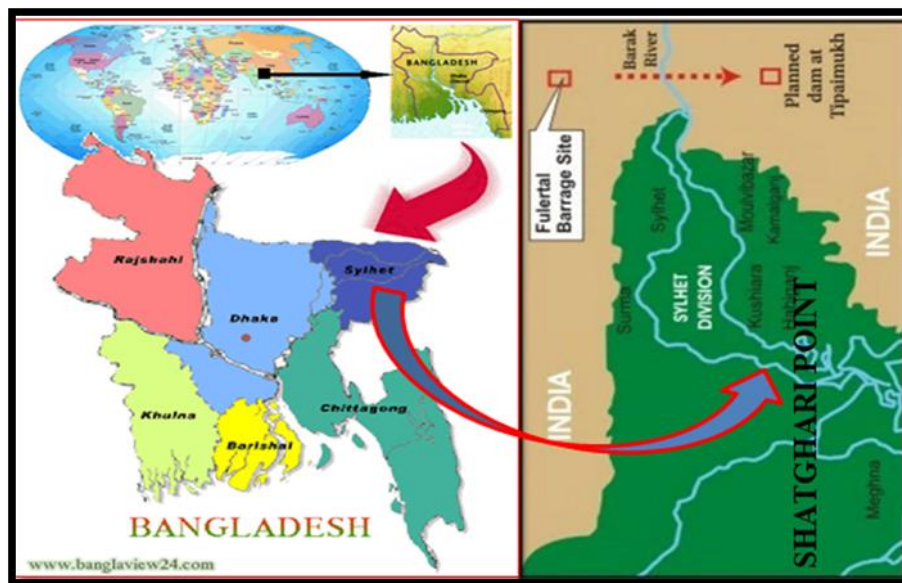 BANGLADESH
Rajshahi
Sylhet
Dhaka
Khulna
Barishal
Chittagong
BANGLADESH
www.banglaview24.com
Fulertal
Barrage Site
Barak
River
Planned
dam at
Tipaimukh
INDIA
INDIA
Sylhet
Moulvibazar
Kamalganj
Surma
SYLHET
DIVISION
Kushiara
Habiganj
SHATGHARI POINT
Meghna